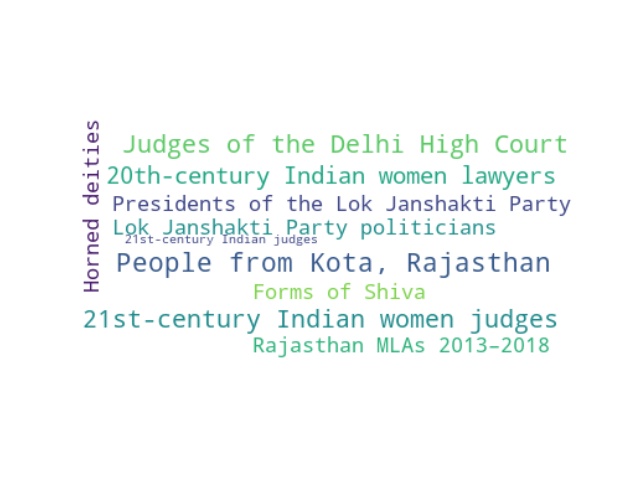 Horned deities
Judges of the Delhi High Court
20th-century Indian women lawyers
Presidents of the Lok Janshakti Party
Lok Janshakti Party politicians
21st-century Indian judges
People from Kota, Rajasthan
Forms of Shiva
21st-century Indian women judges
Rajasthan MLAs 2013–2018